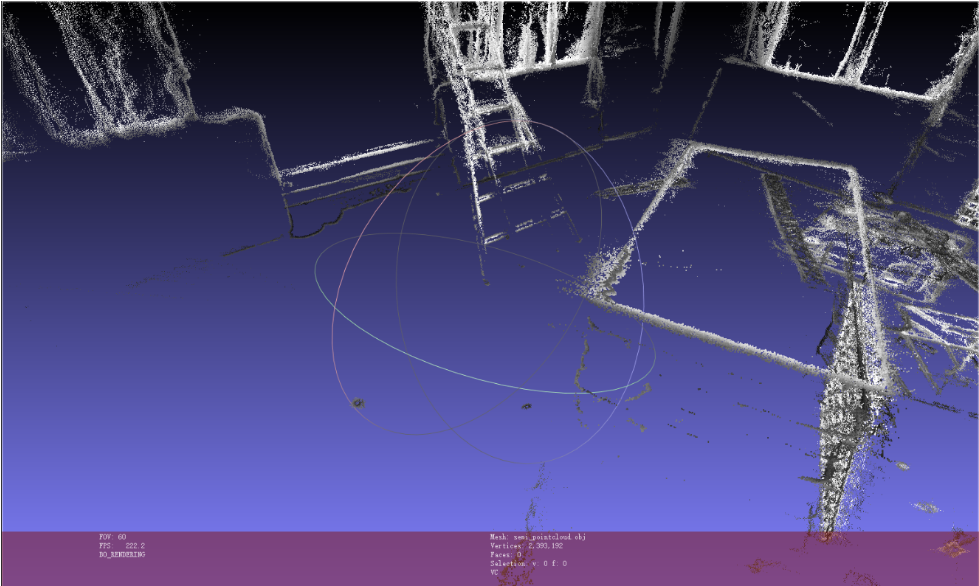 FOV: 60
FPS: 222.2
BO_RENDERING
Mesh: semi_pointcloud.obj
Vertices: 2,393,192
Faces: 0
Selection: v: 0 f: 0
VC